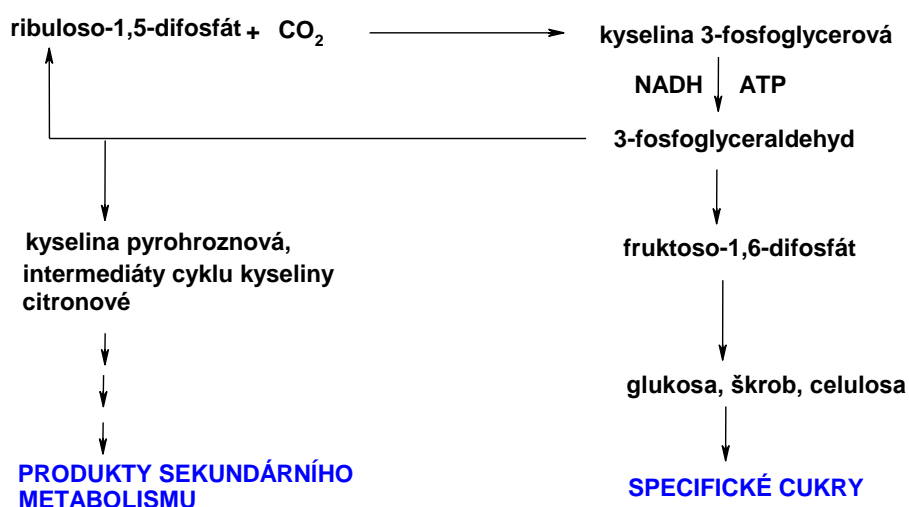 ribuloso-1,5-difosfát + CO2
kyselina 3-fosfoglycerová
NADH ATP
3-fosfoglyceraldehyd
kyselina pyrohroznová,
intermediáty cyklu kyseliny
citronové
fruktoso-1,6-difosfát
glukosa, škrob, celulosa
PRODUKTY SEKUNDÁRNÍHO
METABOLISMU
SPECIFICKÉ CUKRY